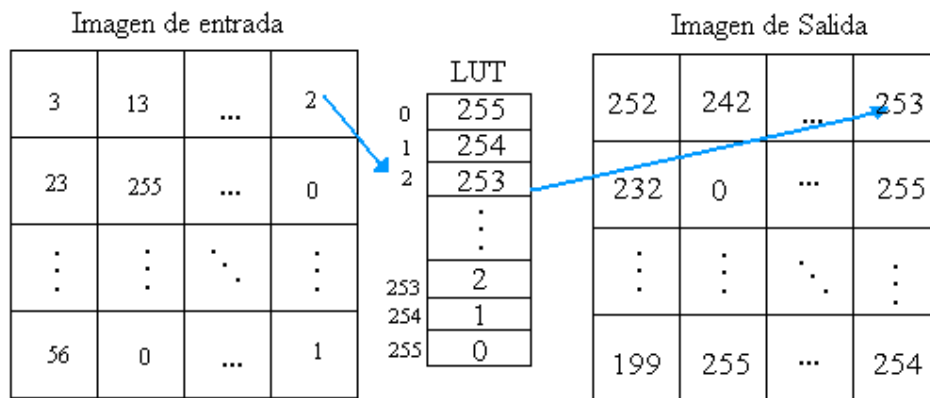 Imagen de entrada
3 13 ... 2
23 255 ... 0
⋮ ⋮ ⋱ ⋮
56 0 ... 1
LUT
0 255
1 254
2 253
⋮
253 2
254 1
255 0
Imagen de Salida
252 242 ... 253
232 0 ... 255
⋮ ⋮ ⋱ ⋮
199 255 ... 254